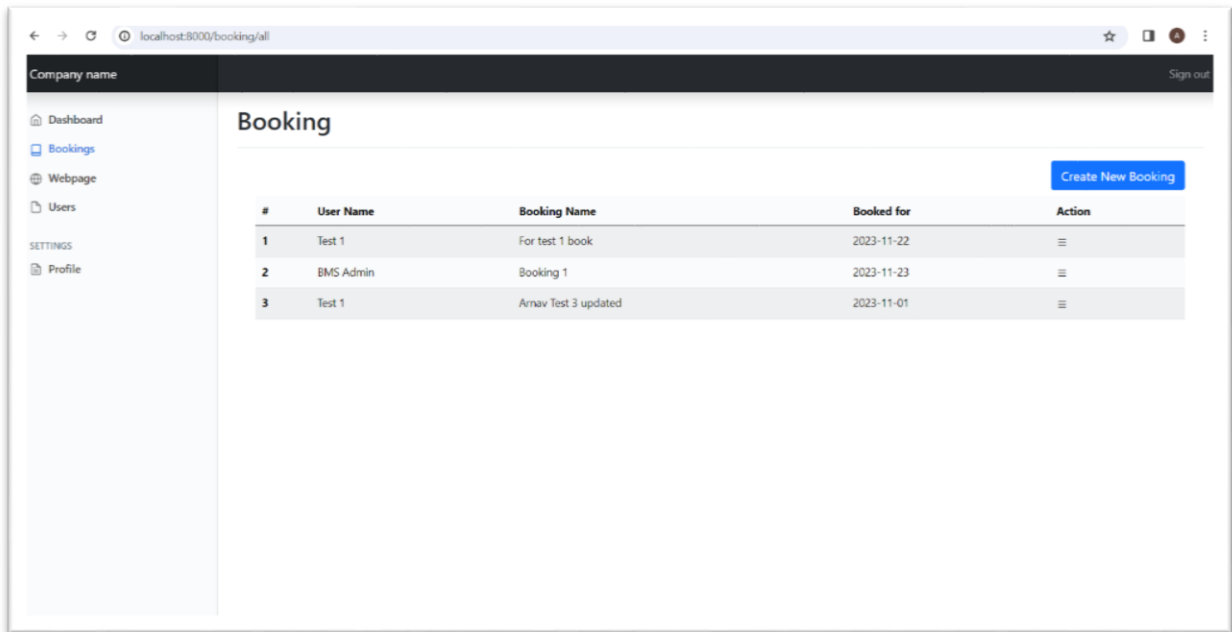 localhost:8000/booking/all
A
Company name
Sign out
Dashboard
Bookings
Webpage
Users
SETTINGS
Profile
Booking
Create New Booking
# User Name Booking Name Booked for Action
1 Test 1 For test 1 book 2023-11-22
2 BMS Admin Booking 1 2023-11-23
3 Test 1 Arnav Test 3 updated 2023-11-01